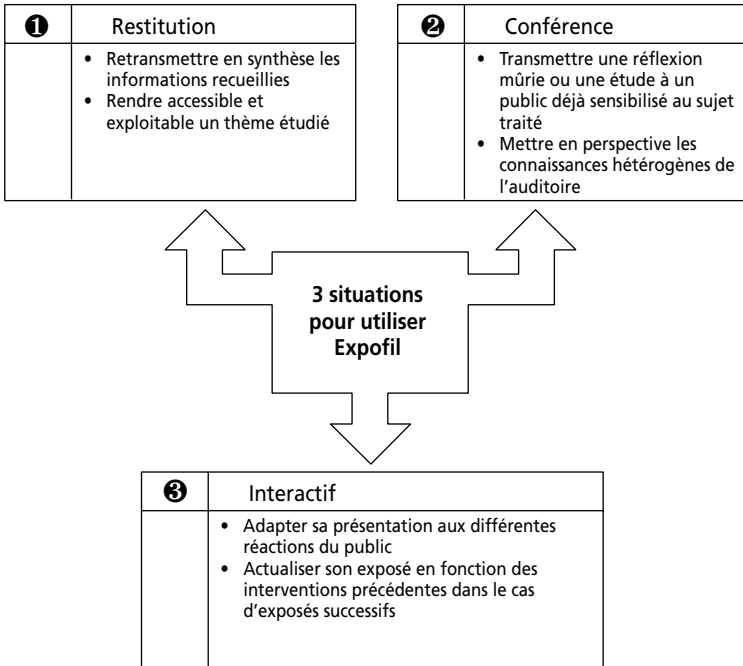 ❶ Restitution
• Retransmettre en synthèse les
informations recueillies
• Rendre accessible et
exploitable un thème étudié
❷ Conférence
• Transmettre une réflexion
mûrie ou une étude à un
public déjà sensibilisé au sujet
traité
• Mettre en perspective les
connaissances hétérogènes de
l’auditoire
3 situations
pour utiliser
Expofil
❸ Interactif
• Adapter sa présentation aux différentes
réactions du public
• Actualiser son exposé en fonction des
interventions précédentes dans le cas
d’exposés successifs